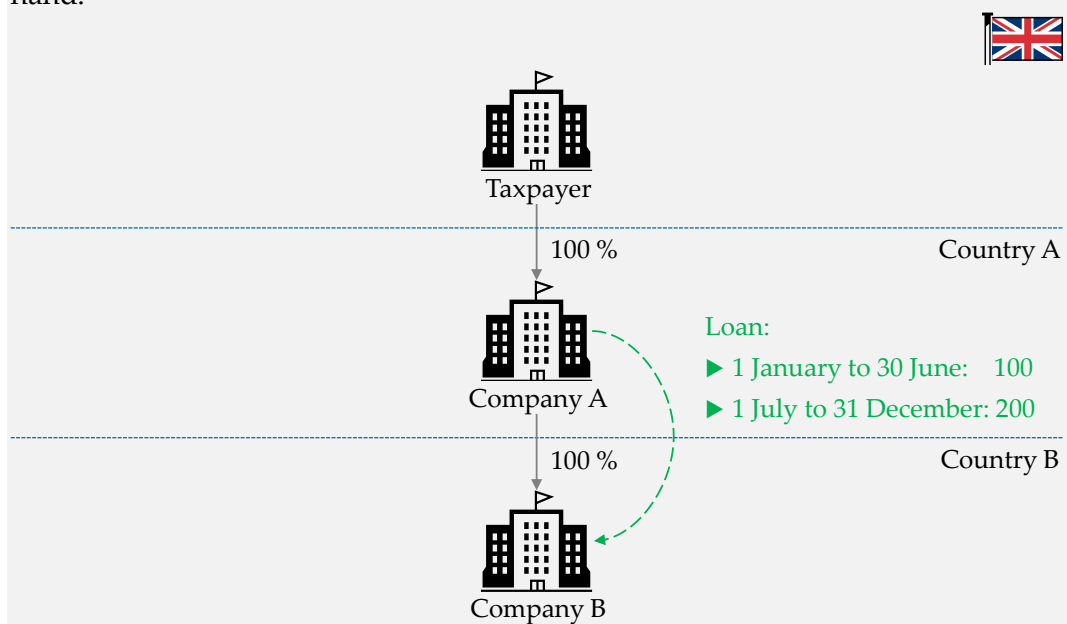 hand.
Taxpayer
100 %
Country A
Loan:
▶ 1 January to 30 June: 100
Company A
▶ 1 July to 31 December: 200
100 %
Country B
Company B